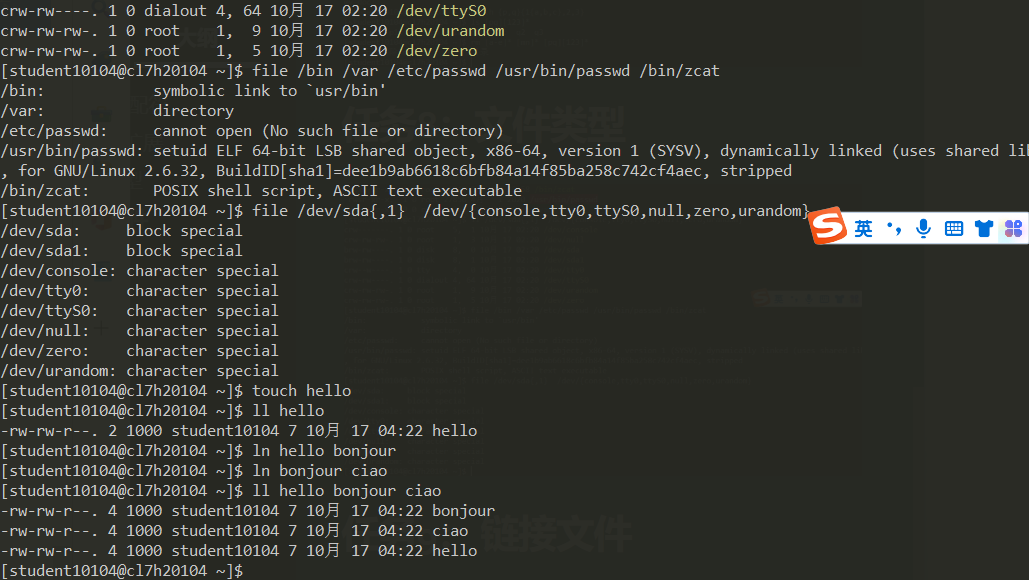 crw-rw----. 1 0 dialout 4, 64 10月 17 02:20 /dev/ttyS0
crw-rw-rw-. 1 0 root    1,  9 10月 17 02:20 /dev/urandom
crw-rw-rw-. 1 0 root    1,  5 10月 17 02:20 /dev/zero
[student10104@cl7h20104 ~]$ file /bin /var /etc/passwd /usr/bin/passwd /bin/zcat
/bin:            symbolic link to `usr/bin'
/var:            directory
/etc/passwd:     cannot open (No such file or directory)
/usr/bin/passwd: setuid ELF 64-bit LSB shared object, x86-64, version 1 (SYSV), dynamically linked (uses shared li
, for GNU/Linux 2.6.32, BuildID[sha1]=dee1b9ab6618c6bfb84a14f85ba258c742cf4aec, stripped
/bin/zcat:       POSIX shell script, ASCII text executable
[student10104@cl7h20104 ~]$ file /dev/sda{,1}  /dev/{console,tty0,ttyS0,null,zero,urandom}
S 英
/dev/sda:     block special
/dev/sda1:    block special
/dev/console: character special
/dev/tty0:    character special
/dev/ttyS0:   character special
/dev/null:    character special
/dev/zero:    character special
/dev/urandom: character special
[student10104@cl7h20104 ~]$ touch hello
[student10104@cl7h20104 ~]$ ll hello
-rw-rw-r--. 2 1000 student10104 7 10月 17 04:22 hello
[student10104@cl7h20104 ~]$ ln hello bonjour
[student10104@cl7h20104 ~]$ ln bonjour ciao
[student10104@cl7h20104 ~]$ ll hello bonjour ciao
-rw-rw-r--. 4 1000 student10104 7 10月 17 04:22 bonjour
-rw-rw-r--. 4 1000 student10104 7 10月 17 04:22 ciao
-rw-rw-r--. 4 1000 student10104 7 10月 17 04:22 hello
[student10104@cl7h20104 ~]$
文件类型
链接文件